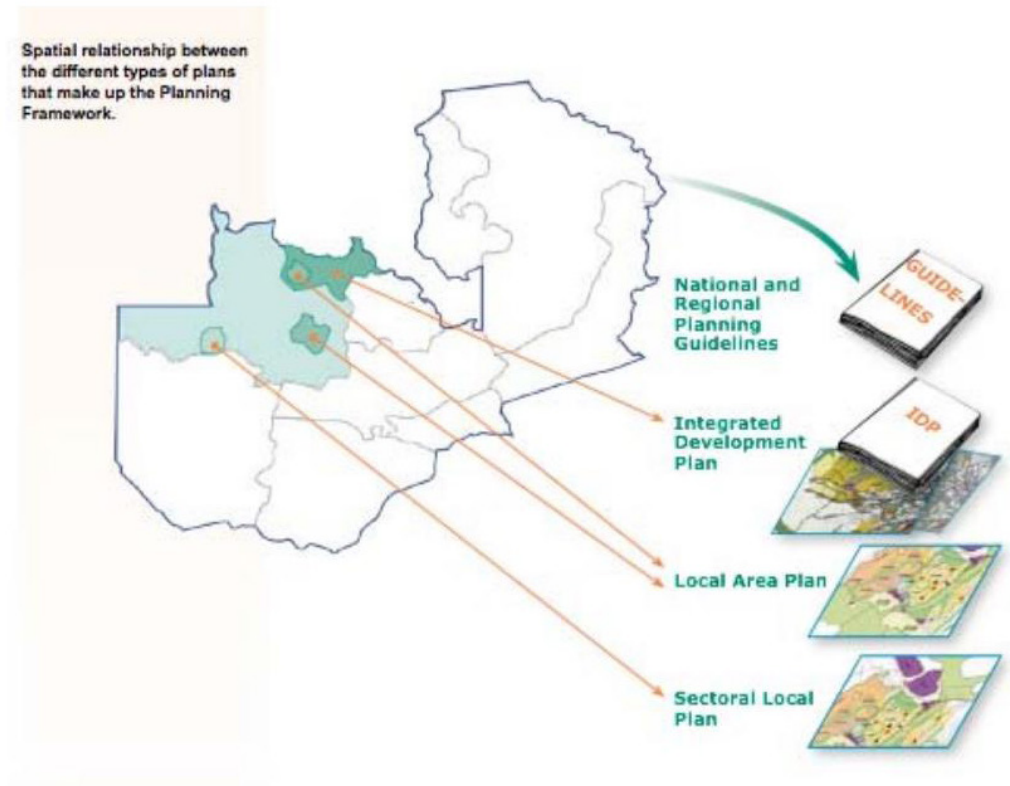 Spatial relationship between
the different types of plans
that make up the Planning
Framework.
National and
Regional
Planning
Guidelines
GUIDE-
LINES
Integrated
Development
Plan
IDP
Local Area Plan
Sectoral Local
Plan